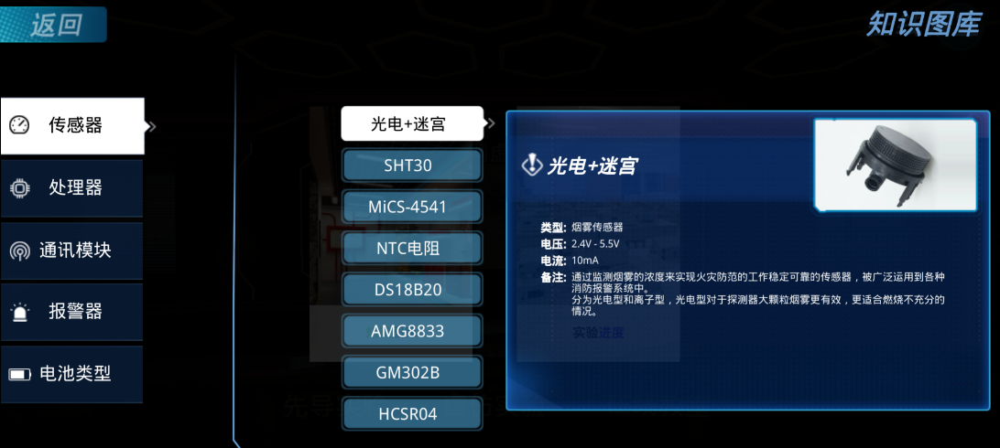 返回
知识图库
传感器
处理器
通讯模块
报警器
电池类型
光电+迷宫
SHT30
MiCS-4541
NTC电阻
DS18B20
AMG8833
GM302B
HCSR04
光电+迷宫
类型: 烟雾传感器
电压: 2.4V - 5.5V
电流: 10mA
备注: 通过监测烟雾的浓度来实现火灾防范的工作稳定可靠的传感器，被广泛运用到各种
消防报警系统中。
分为光电型和离子型，光电型对于探测器大颗粒烟雾更有效，更适合燃烧不充分的
情况。
实验进度
先导